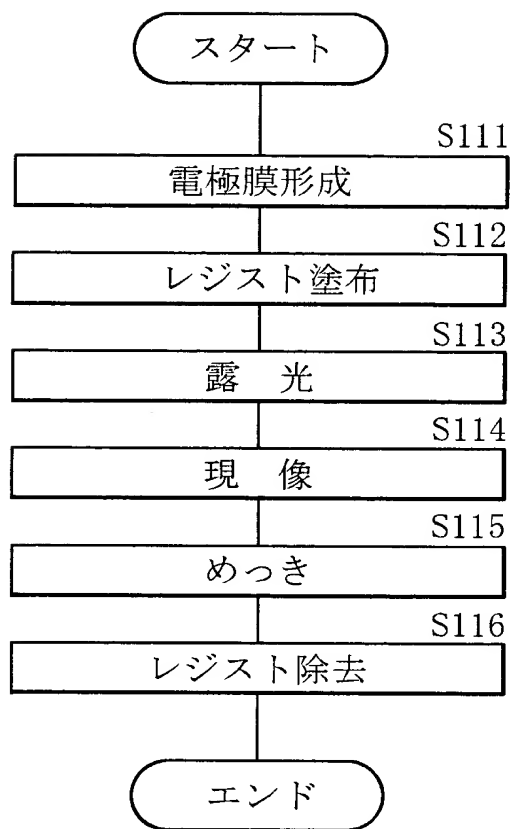 スタート
S111
電極膜形成
S112
レジスト塗布
S113
露　光
S114
現　像
S115
めっき
S116
レジスト除去
エンド